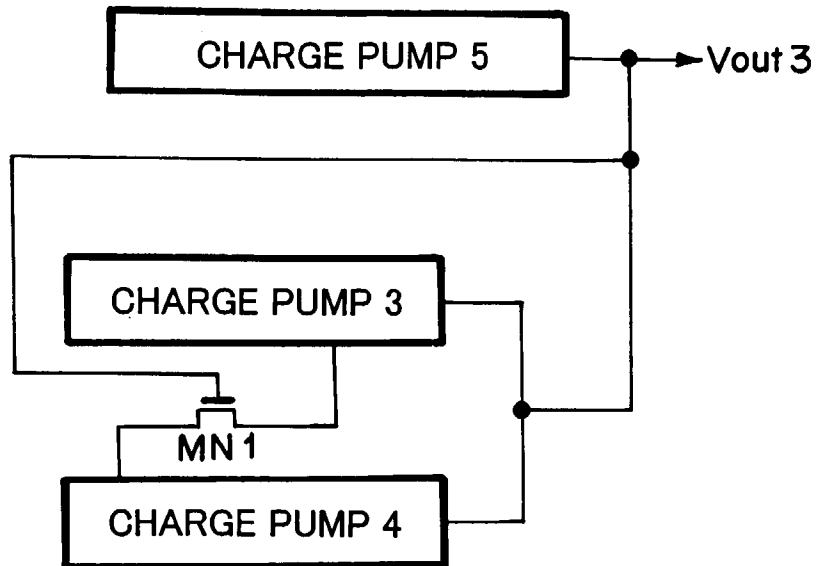 CHARGE PUMP 5
Vout 3
CHARGE PUMP 3
MN1
CHARGE PUMP 4